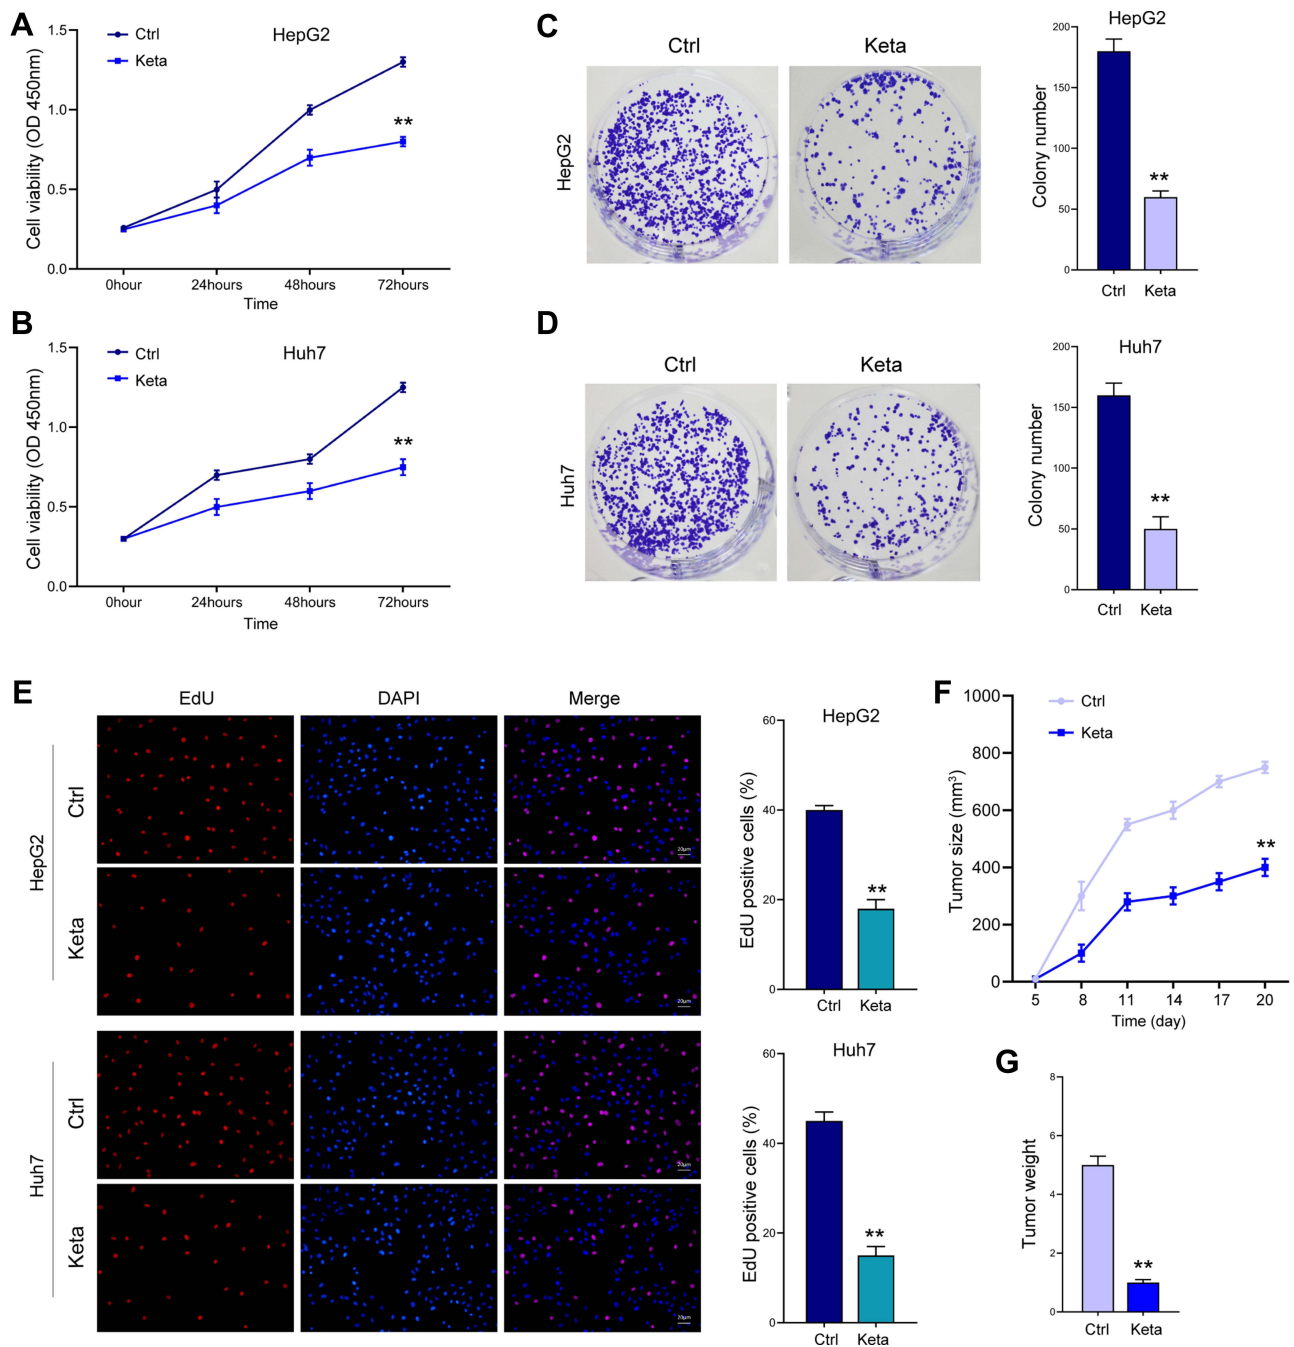 A
HepG2
Ctrl
Keta
Cell viability (OD 450nm)
1.5
1.0
0.5
0.0
0hour 24hours 48hours 72hours
Time
**
B
Huh7
Ctrl
Keta
Cell viability (OD 450nm)
1.5
1.0
0.5
0.0
0hour 24hours 48hours 72hours
Time
**
C
Ctrl Keta
HepG2
HepG2
Colony number
200
150
100
50
0
**
Ctrl Keta
D
Ctrl Keta
Huh7
Huh7
Colony number
200
150
100
50
0
**
Ctrl Keta
E
EdU DAPI Merge
HepG2
Ctrl
20μm
Keta
20μm
Huh7
Ctrl
20μm
Keta
20μm
HepG2
EdU positive cells (%)
60
40
20
0
**
Ctrl Keta
Huh7
EdU positive cells (%)
60
40
20
0
**
Ctrl Keta
F
Ctrl
Keta
Tumor size (mm³)
1000
800
600
400
200
0
**
5 8 11 14 17 20
Time (day)
G
Tumor weight
8
6
4
2
0
**
Ctrl Keta